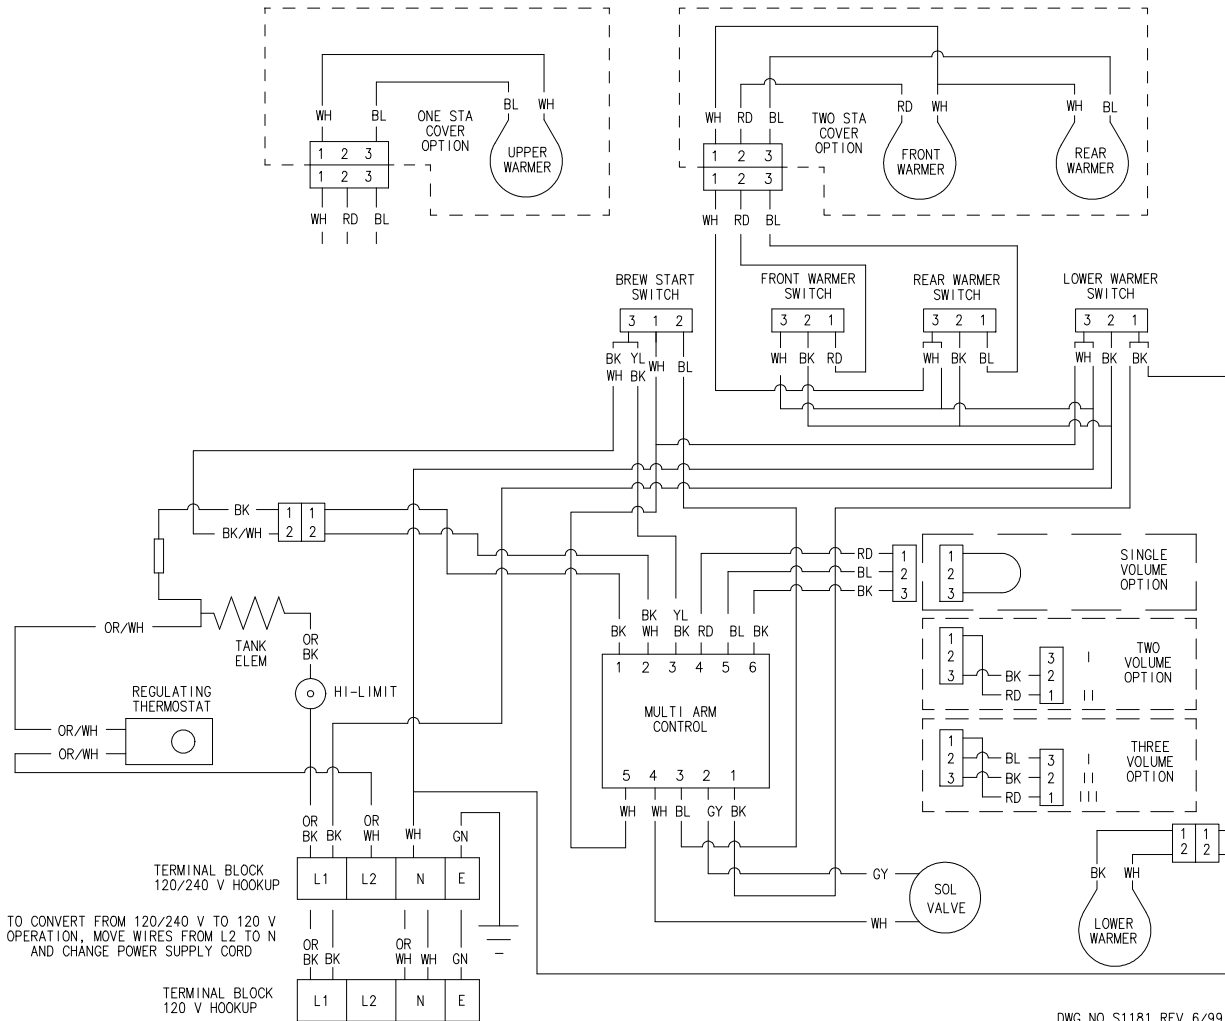 BL WH
WH BL ONE STA
COVER
OPTION
UPPER
WARMER
1 2 3
1 2 3
WH RD BL
WH RD BL TWO STA
COVER
OPTION
RD WH
WH BL
FRONT
WARMER
REAR
WARMER
1 2 3
1 2 3
WH RD BL
BREW START
SWITCH
3 1 2
BK YL WH BL
WH BK
FRONT WARMER
SWITCH
3 2 1
WH BK RD
REAR WARMER
SWITCH
3 2 1
WH BK BL
LOWER WARMER
SWITCH
3 2 1
WH BK BK
BK 1 1
BK/WH 2 2
OR/WH
TANK
ELEM
OR
BK
HI-LIMIT
REGULATING
THERMOSTAT
OR/WH
OR/WH
RD 1
BL 2
BK 3
1
2
3
SINGLE
VOLUME
OPTION
1
2
3
BK
RD
3 I
2
1 II
TWO
VOLUME
OPTION
1
2
3
BL 3 I
BK 2 II
RD 1 III
THREE
VOLUME
OPTION
BK YL
BK WH BK RD BL BK
1 2 3 4 5 6
MULTI ARM
CONTROL
5 4 3 2 1
WH WH BL GY BK
OR
BK BK OR
WH WH GN
TERMINAL BLOCK
120/240 V HOOKUP
L1 L2 N E
TO CONVERT FROM 120/240 V TO 120 V
OPERATION, MOVE WIRES FROM L2 TO N
AND CHANGE POWER SUPPLY CORD
OR
BK BK OR
WH WH GN
TERMINAL BLOCK
120 V HOOKUP
L1 L2 N E
GY
WH
SOL
VALVE
1 1
2 2
BK WH
LOWER
WARMER
DWG NO S1181 REV 6/99